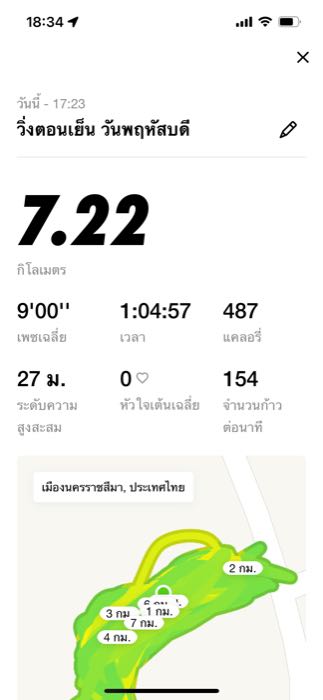 18:34
วันนี้ - 17:23
วิ่งตอนเย็น วันพฤหัสบดี
7.22
กิโลเมตร
9'00'' 1:04:57 487
เพซเฉลี่ย เวลา แคลอรี่
27 ม. 0 154
ระดับความสูงสะสม หัวใจเต้นเฉลี่ย จำนวนก้าวต่อนาที
เมืองนครราชสีมา, ประเทศไทย
2 กม.
3 กม
1 กม.
7 กม.
4 กม.